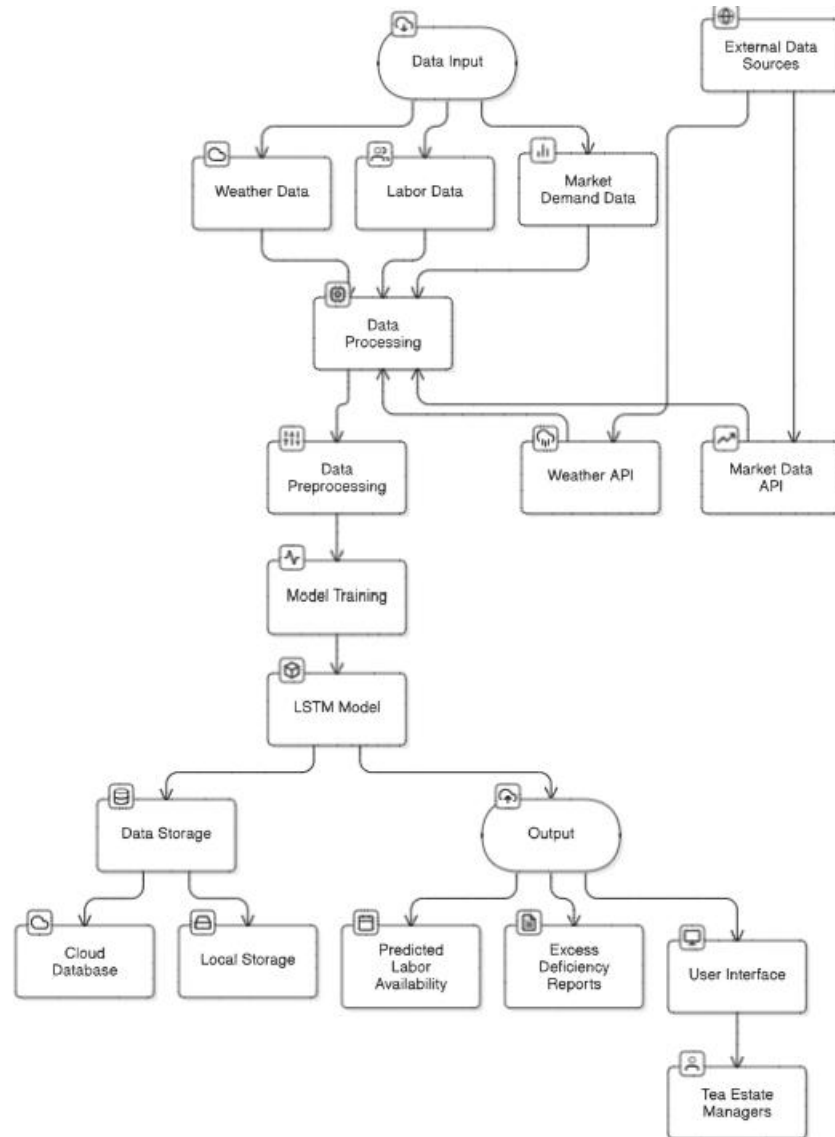 Data Input
External Data
Sources
Weather Data
Labor Data
Market
Demand Data
Data
Processing
Data
Preprocessing
Weather API
Market Data
API
Model Training
LSTM Model
Data Storage
Output
Cloud
Database
Local Storage
Predicted
Labor
Availability
Excess
Deficiency
Reports
User Interface
Tea Estate
Managers